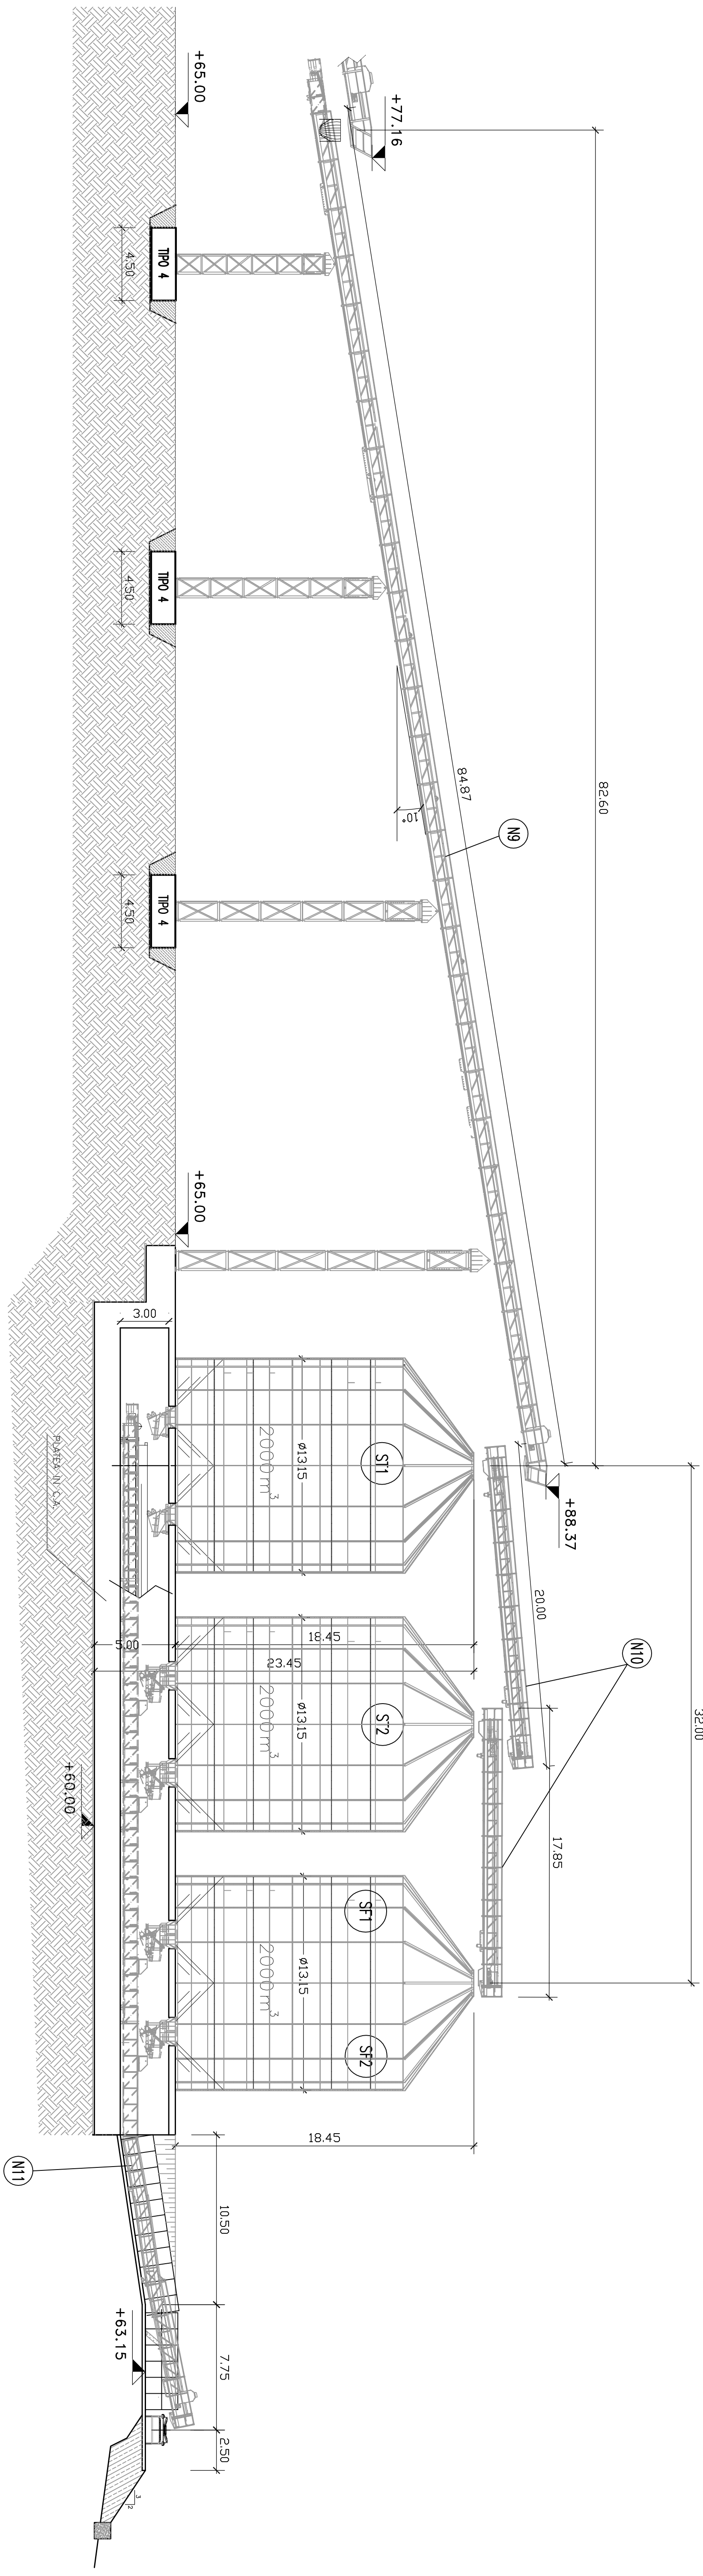 +65.00
+77.16
82.60
84.87
10°
N9
TIPO 4
4.50
TIPO 4
4.50
TIPO 4
4.50
+65.00
3.00
PLATEA IN C.A.
+88.37
20.00
N10
32.00
17.85
ST1
Ø13.15
2000 m³
5.00
18.45
23.45
ST2
Ø13.15
2000 m³
+60.00
SF1
Ø13.15
2000 m³
SF2
18.45
N11
10.50
+63.15
7.75
2.50
3
2